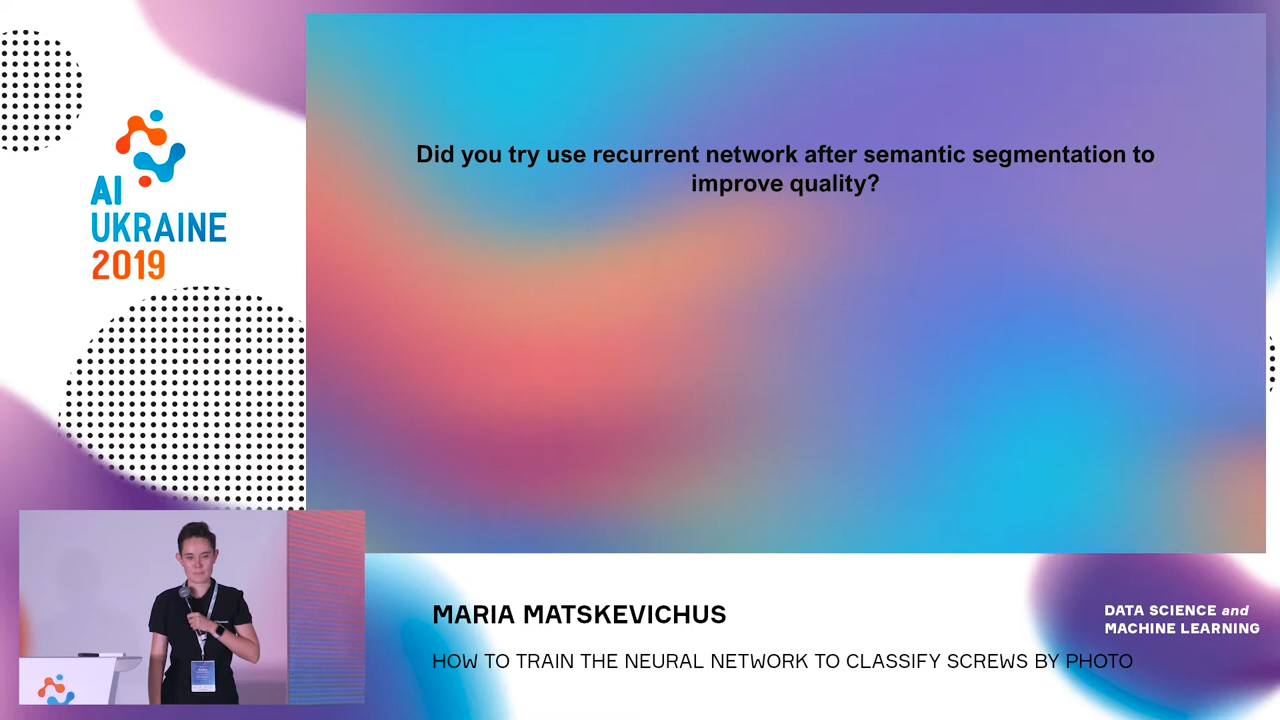 AI
UKRAINE
2019
Did you try use recurrent network after semantic segmentation to
improve quality?
MARIA MATSKEVICHUS
HOW TO TRAIN THE NEURAL NETWORK TO CLASSIFY SCREWS BY PHOTO
DATA SCIENCE and
MACHINE LEARNING